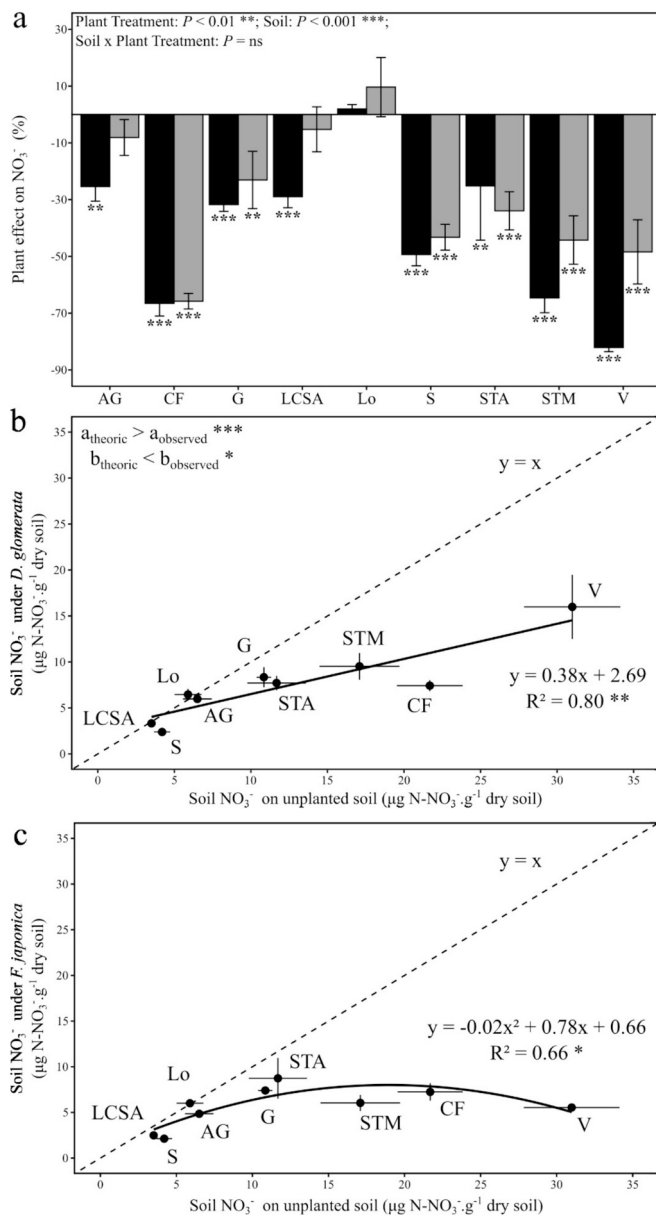 a
Plant Treatment: P < 0.01 **; Soil: P < 0.001 ***;
Soil x Plant Treatment: P = ns
Plant effect on NO₃⁻ (%)
30
10
-10
-30
-50
-70
-90
**
***
***
***
**
***
***
***
**
***
***
***
***
AG CF G LCSA Lo S STA STM V
b
a_theoric > a_observed ***
b_theoric < b_observed *
y = x
Soil NO₃⁻ under D. glomerata
(µg N-NO₃⁻.g⁻¹ dry soil)
35
30
25
20
15
10
5
0
V
G
STM
Lo
y = 0.38x + 2.69
R² = 0.80 **
LCSA
AG
STA
CF
S
0 5 10 15 20 25 30 35
Soil NO₃⁻ on unplanted soil (µg N-NO₃⁻.g⁻¹ dry soil)
c
y = x
Soil NO₃⁻ under F. japonica
(µg N-NO₃⁻.g⁻¹ dry soil)
35
30
25
20
15
10
5
0
y = -0.02x² + 0.78x + 0.66
R² = 0.66 *
STA
Lo
LCSA
AG
G
STM
CF
V
S
0 5 10 15 20 25 30 35
Soil NO₃⁻ on unplanted soil (µg N-NO₃⁻.g⁻¹ dry soil)